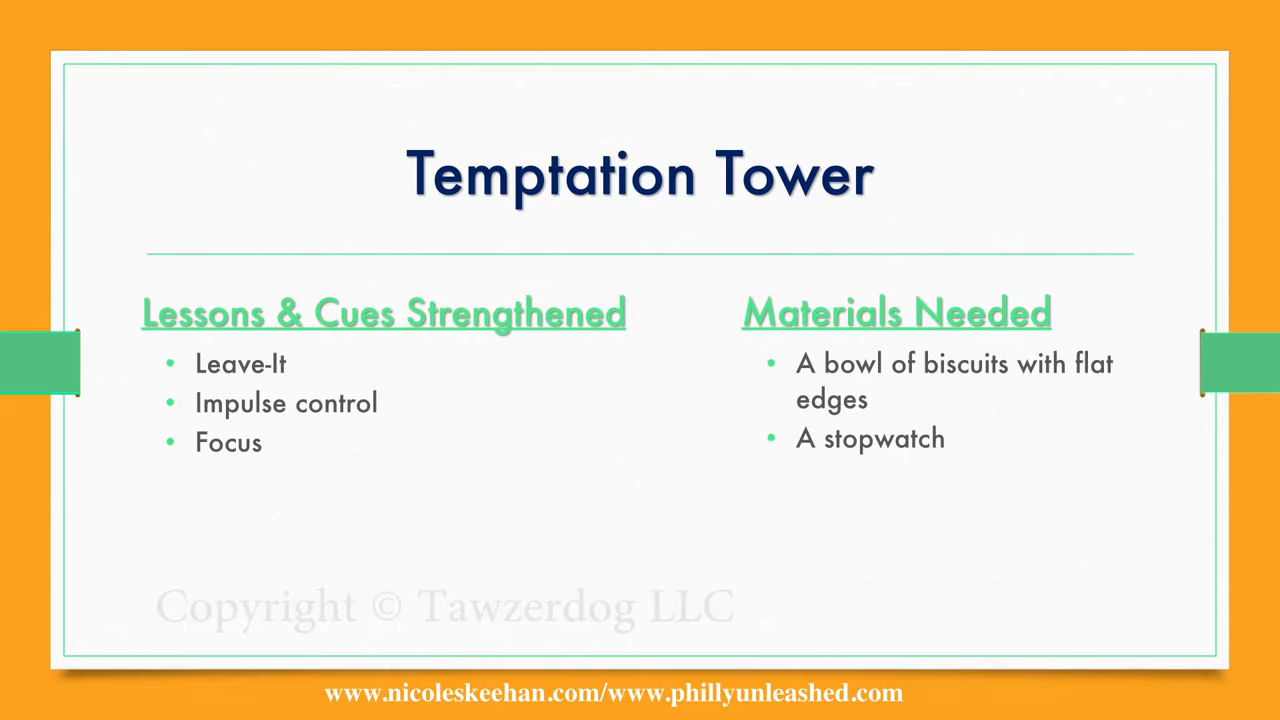 Temptation Tower
Lessons & Cues Strengthened
• Leave-It
• Impulse control
• Focus
Materials Needed
• A bowl of biscuits with flat
edges
• A stopwatch
Copyright © Tawzerdog LLC
www.nicoleskeehan.com/www.phillyunleashed.com